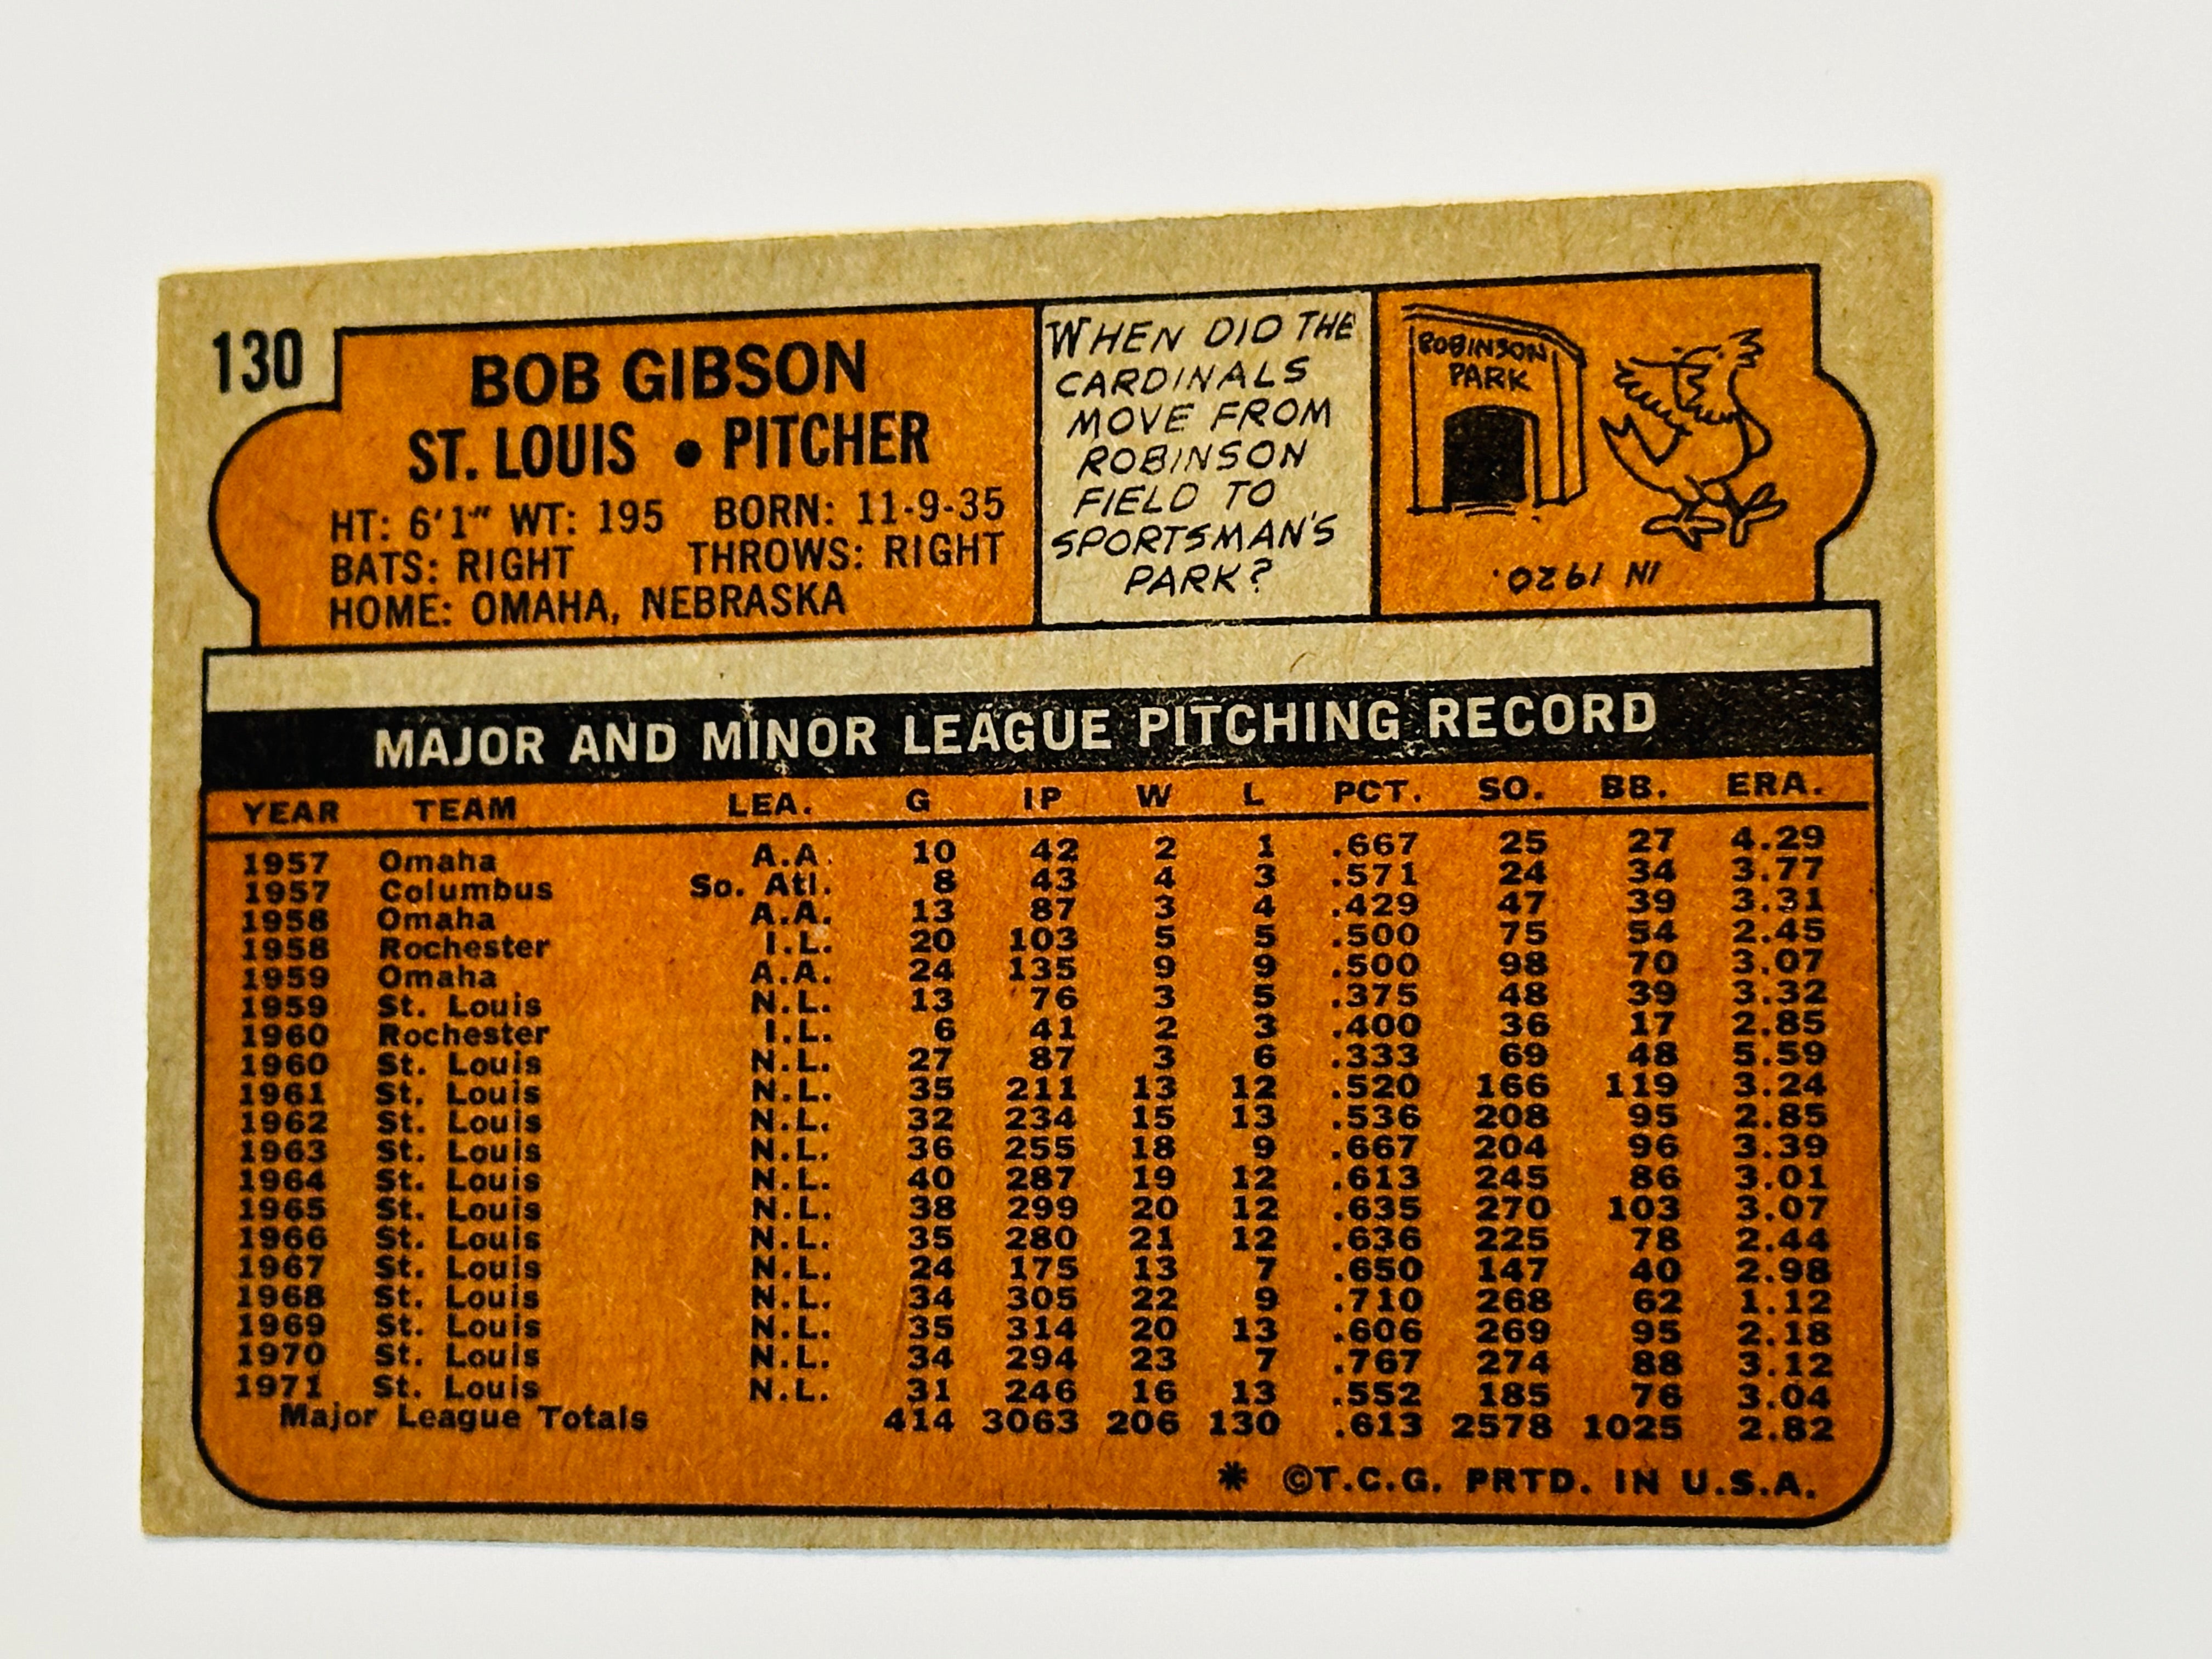 130
BOB GIBSON
ST. LOUIS • PITCHER
HT: 6'1" WT: 195 BORN: 11-9-35
BATS: RIGHT THROWS: RIGHT
HOME: OMAHA, NEBRASKA
WHEN DID THE
CARDINALS
MOVE FROM
ROBINSON
FIELD TO
SPORTSMAN'S
PARK?
ROBINSON
PARK
IN 1920.
MAJOR AND MINOR LEAGUE PITCHING RECORD
YEAR TEAM LEA. G IP W L PCT. SO. BB. ERA.
1957 Omaha A.A. 10 42 2 1 .667 25 27 4.29
1957 Columbus So. Atl. 8 43 4 3 .571 24 34 3.77
1958 Omaha A.A. 13 87 3 4 .429 47 39 3.31
1958 Rochester I.L. 20 103 5 5 .500 75 54 2.45
1959 Omaha A.A. 24 135 9 9 .500 98 70 3.07
1959 St. Louis N.L. 13 76 3 5 .375 48 39 3.32
1960 Rochester I.L. 6 41 2 3 .400 36 17 2.85
1960 St. Louis N.L. 27 87 3 6 .333 69 48 5.59
1961 St. Louis N.L. 35 211 13 12 .520 166 119 3.24
1962 St. Louis N.L. 32 234 15 13 .536 208 95 2.85
1963 St. Louis N.L. 36 255 18 9 .667 204 96 3.39
1964 St. Louis N.L. 40 287 19 12 .613 245 86 3.01
1965 St. Louis N.L. 38 299 20 12 .635 270 103 3.07
1966 St. Louis N.L. 35 280 21 12 .636 225 78 2.44
1967 St. Louis N.L. 24 175 13 7 .650 147 40 2.98
1968 St. Louis N.L. 34 305 22 9 .710 268 62 1.12
1969 St. Louis N.L. 35 314 20 13 .606 269 95 2.18
1970 St. Louis N.L. 34 294 23 7 .767 274 88 3.12
1971 St. Louis N.L. 31 246 16 13 .552 185 76 3.04
Major League Totals 414 3063 206 130 .613 2578 1025 2.82
* ©T.C.G. PRTD. IN U.S.A.